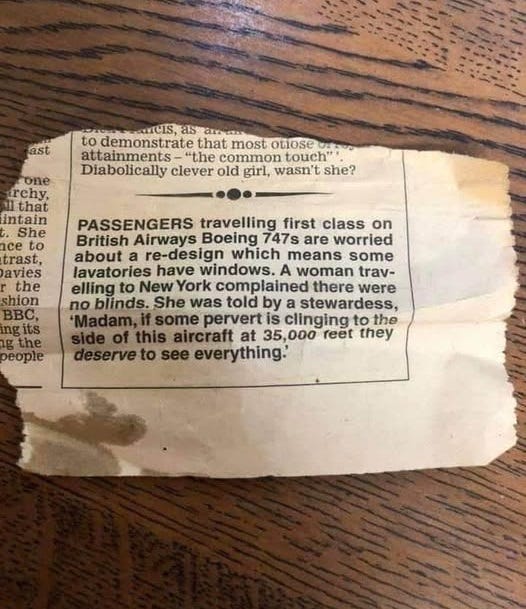 ast
one
rchy,
ll that
intain
t. She
nce to
trast,
Davies
r the
shion
BBC,
ing its
ng the
people
as
to demonstrate that most otiose
attainments – "the common touch" '.
Diabolically clever old girl, wasn't she?
PASSENGERS travelling first class on
British Airways Boeing 747s are worried
about a re-design which means some
lavatories have windows. A woman trav-
elling to New York complained there were
no blinds. She was told by a stewardess,
'Madam, if some pervert is clinging to the
side of this aircraft at 35,000 reet they
deserve to see everything.'